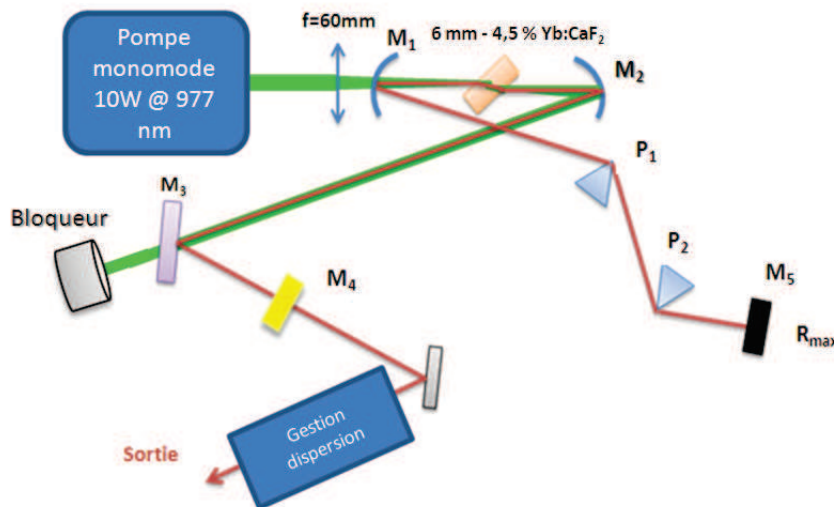 Pompe
monomode
10W @ 977
nm
f=60mm
M₁
6 mm - 4,5 % Yb:CaF₂
M₂
P₁
M₃
Bloqueur
P₂
M₄
M₅
Rmax
Gestion
dispersion
Sortie